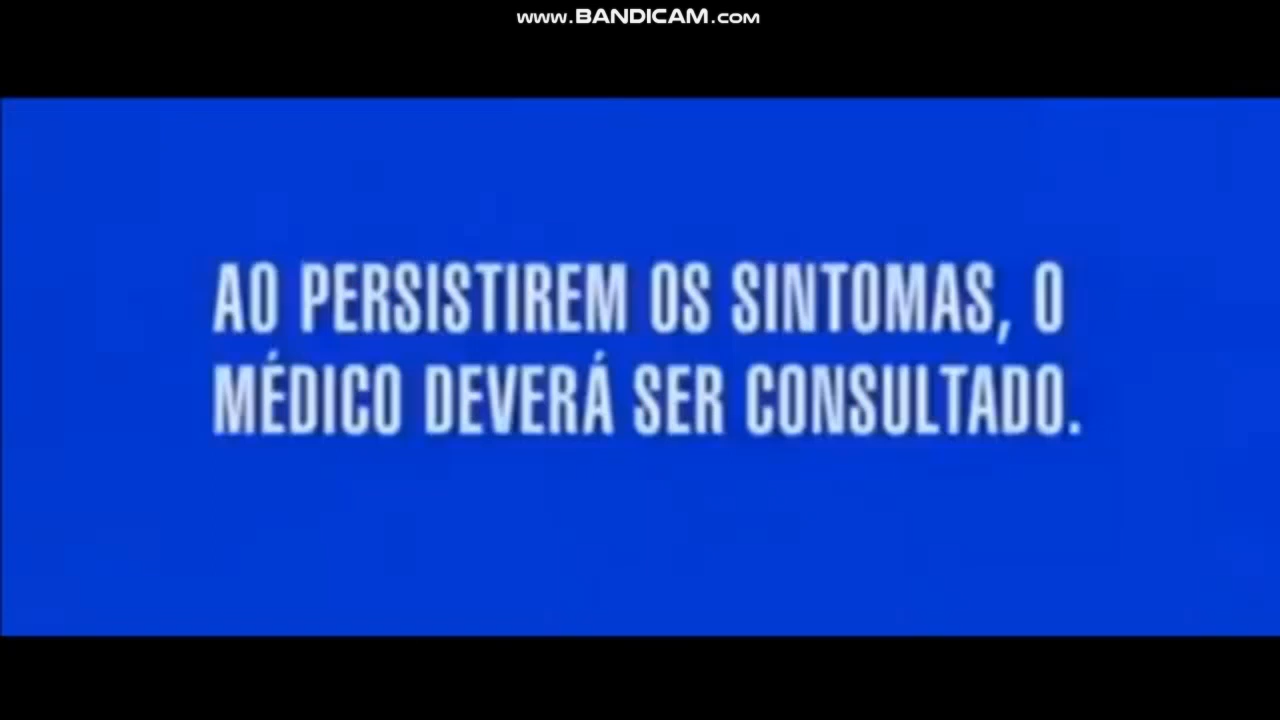 www.BANDICAM.com
AO PERSISTIREM OS SINTOMAS, O
MÉDICO DEVERÁ SER CONSULTADO.